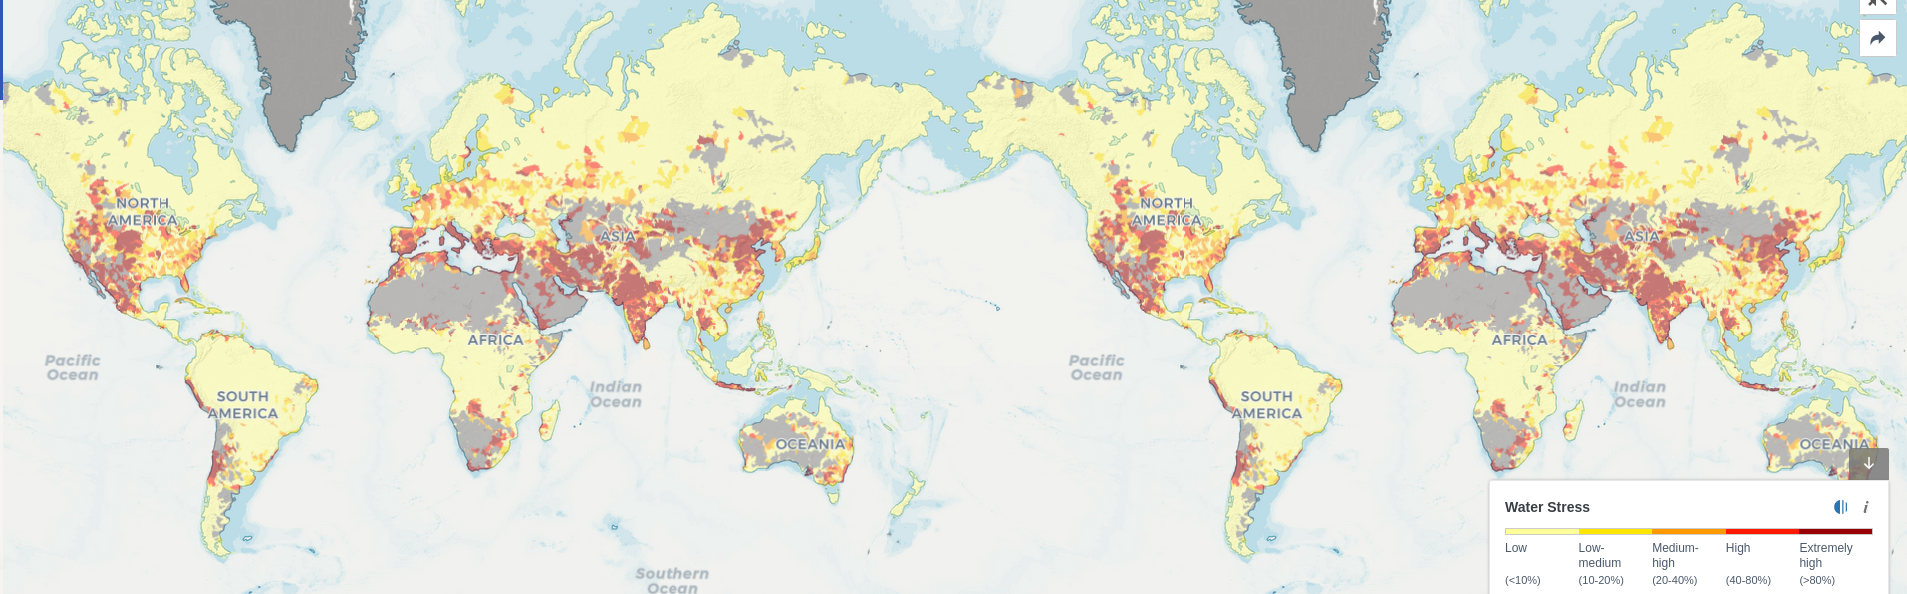 NORTH
AMERICA
ASIA
NORTH
AMERICA
ASIA
AFRICA
AFRICA
Pacific
Ocean
Indian
Ocean
Pacific
Ocean
Indian
Ocean
SOUTH
AMERICA
SOUTH
AMERICA
OCEANIA
OCEANIA
Southern
Ocean
Water Stress
i
Low
Low-
medium
Medium-
high
High
Extremely
high
(<10%)
(10-20%)
(20-40%)
(40-80%)
(>80%)